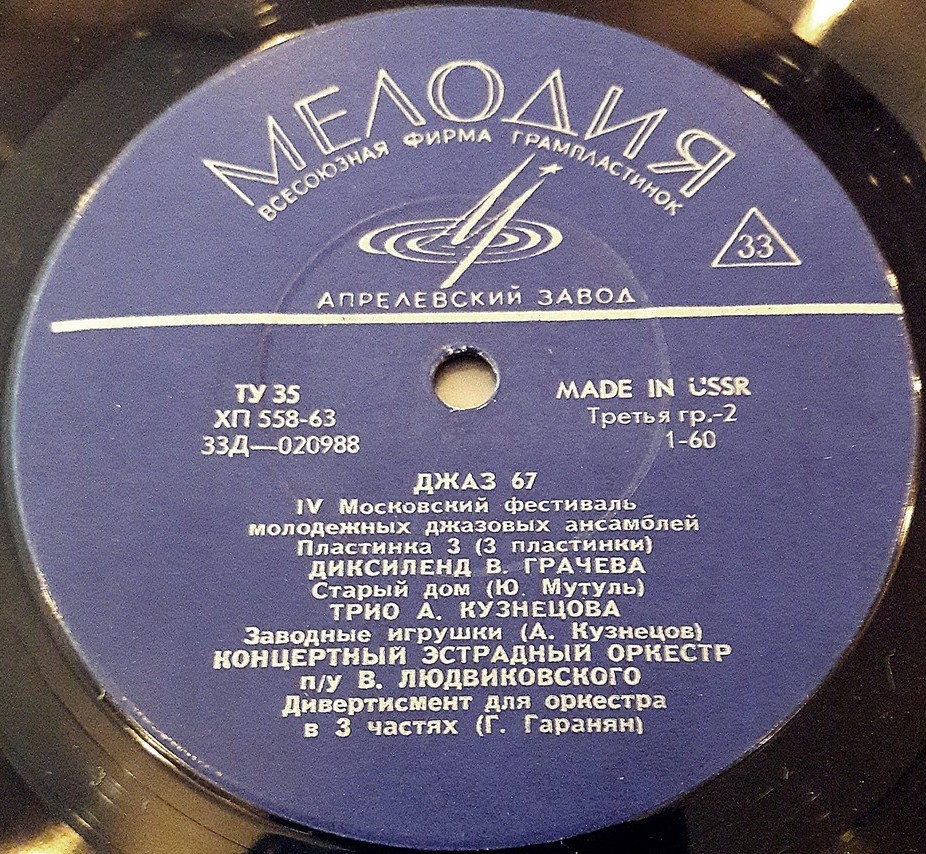 МЕЛОДИЯ
ВСЕСОЮЗНАЯ ФИРМА ГРАМПЛАСТИНОК
33
АПРЕЛЕВСКИЙ ЗАВОД
ТУ 35
ХП 558-63
33Д—020988
MADE IN USSR
Третья гр.-2
1-60
ДЖАЗ 67
IV Московский фестиваль
молодежных джазовых ансамблей
Пластинка 3 (3 пластинки)
ДИКСИЛЕНД В. ГРАЧЕВА
Старый дом (Ю. Мутуль)
ТРИО А. КУЗНЕЦОВА
Заводные игрушки (А. Кузнецов)
КОНЦЕРТНЫЙ ЭСТРАДНЫЙ ОРКЕСТР
п/у В. ЛЮДВИКОВСКОГО
Дивертисмент для оркестра
в 3 частях (Г. Гаранян)